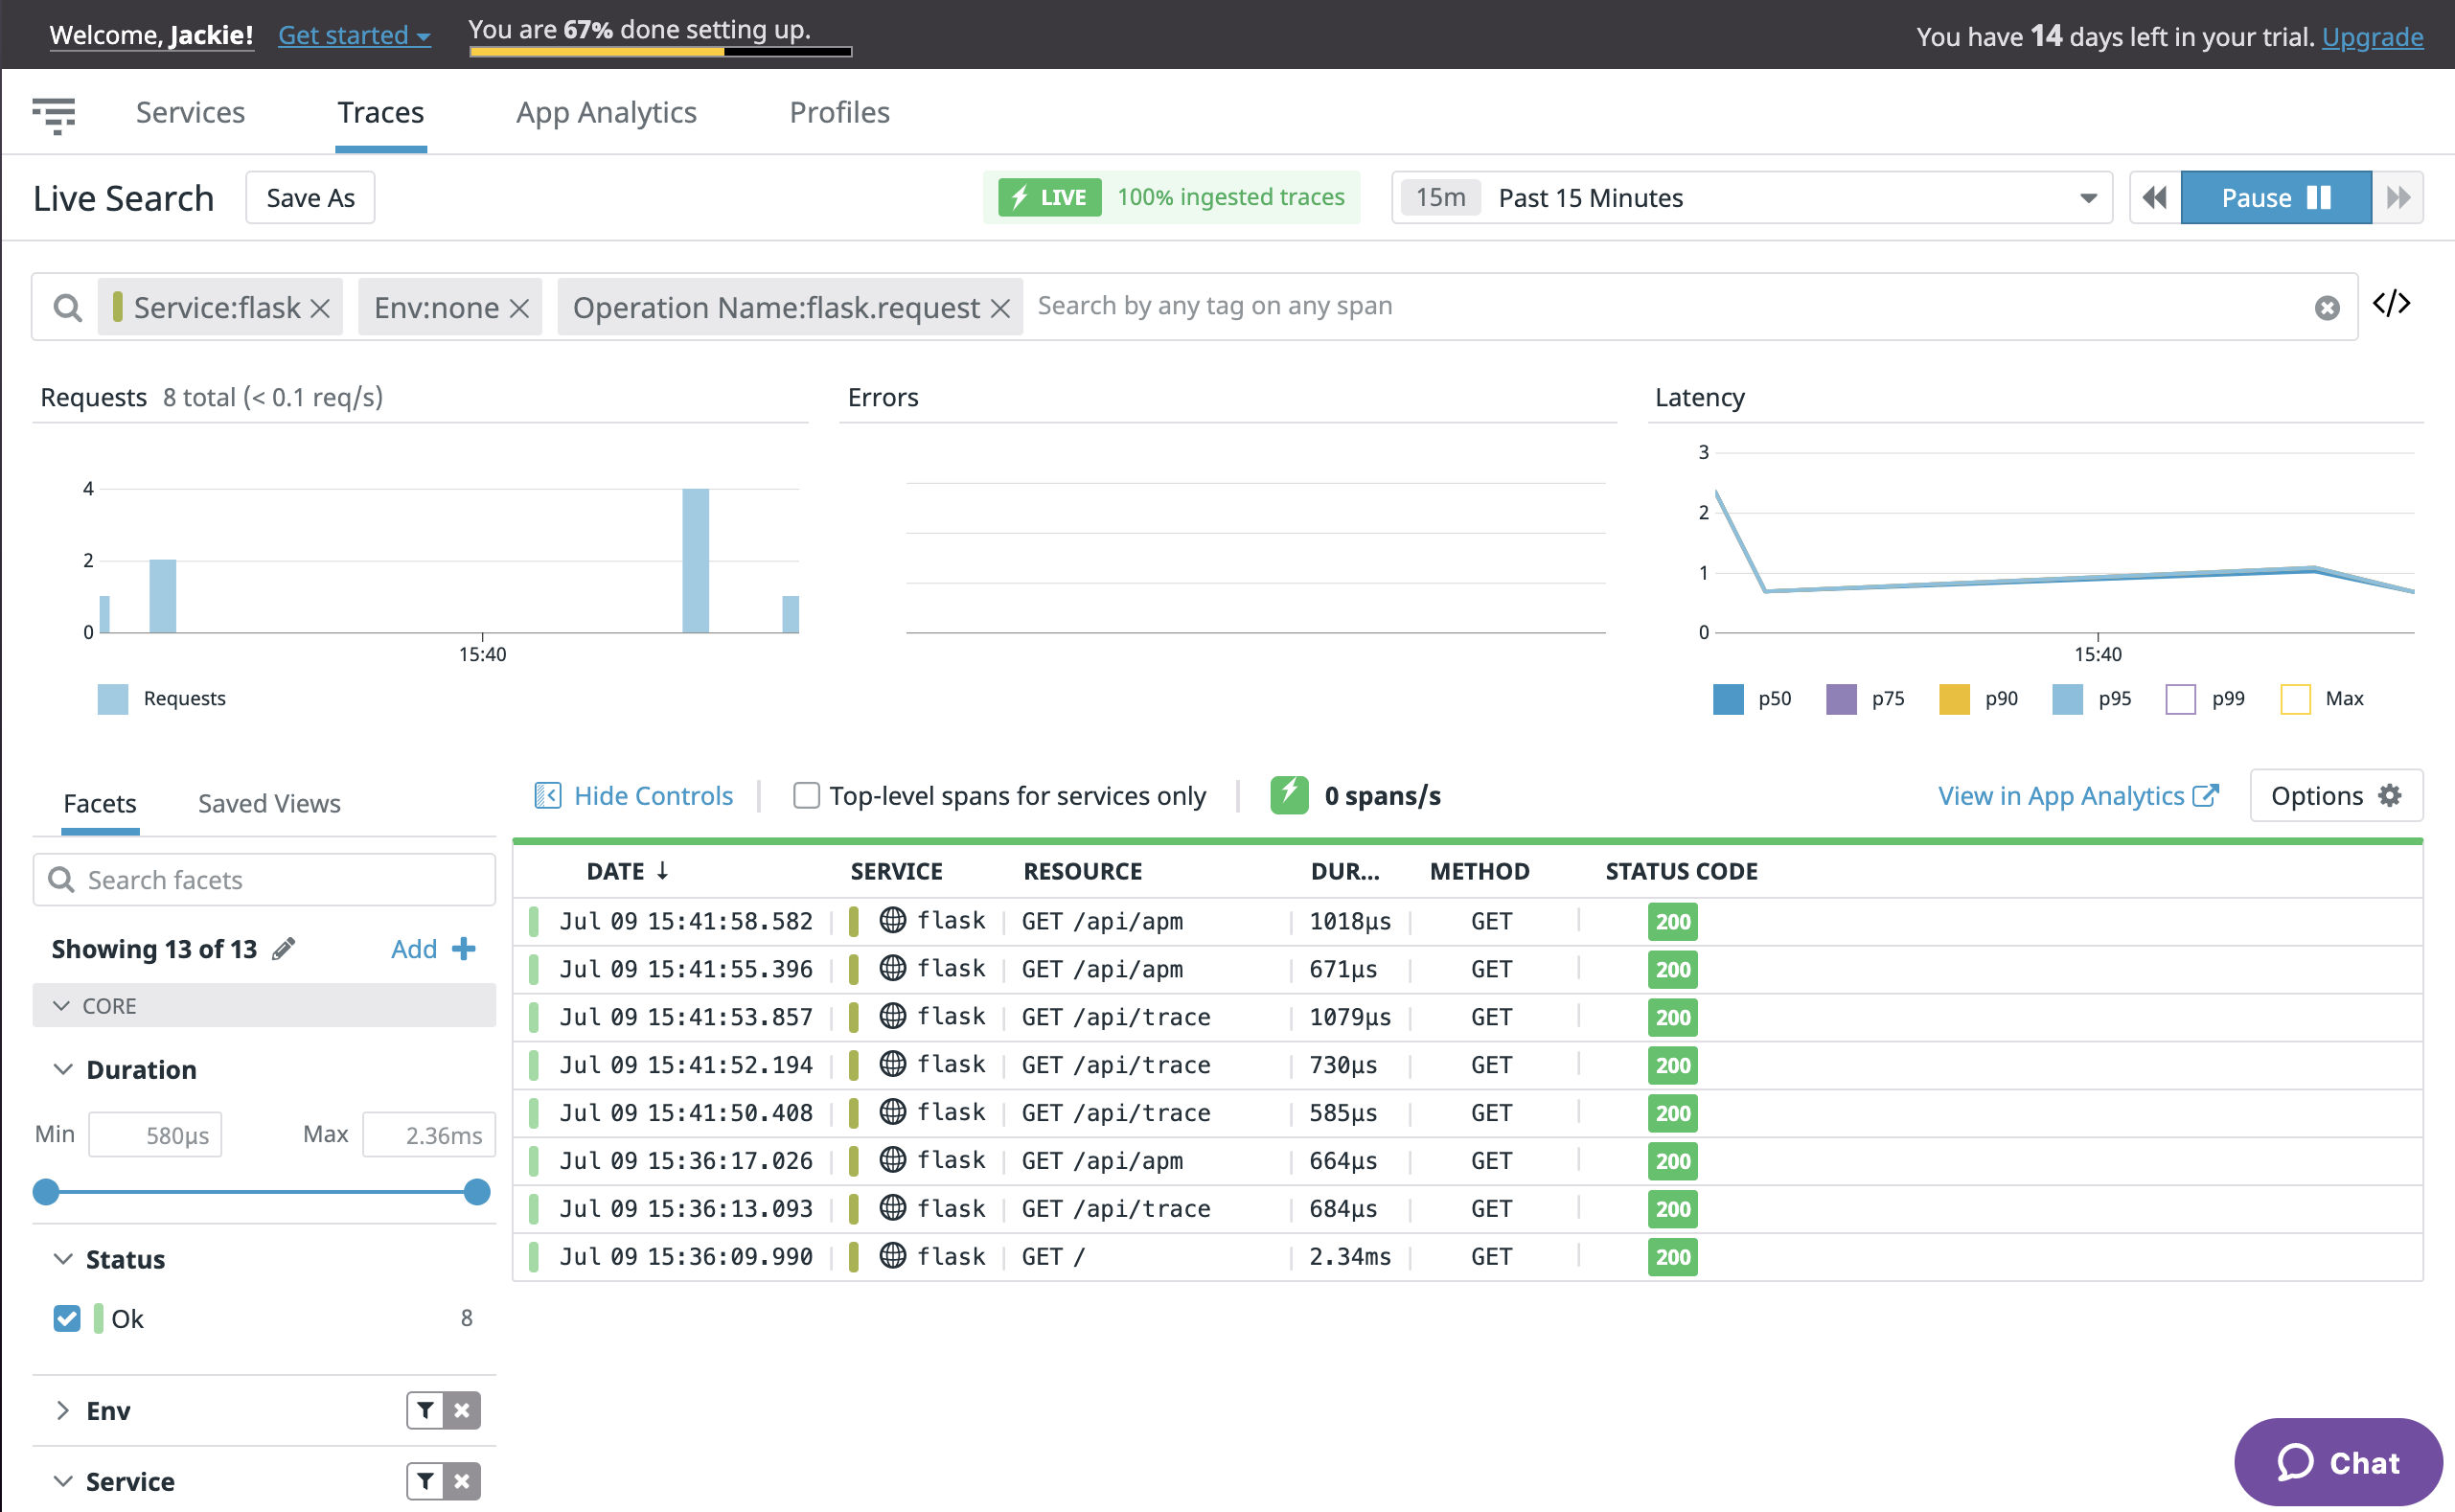 Welcome, Jackie! Get started You are 67% done setting up. You have 14 days left in your trial. Upgrade
Services Traces App Analytics Profiles
Live Search Save As LIVE 100% ingested traces 15m Past 15 Minutes Pause
Service:flask Env:none Operation Name:flask.request Search by any tag on any span </>
Requests 8 total (< 0.1 req/s)
4
2
0
15:40
Requests
Errors
Latency
3
2
1
0
15:40
p50 p75 p90 p95 p99 Max
Facets Saved Views
Search facets
Showing 13 of 13 Add
CORE
Duration
Min 580µs Max 2.36ms
Status
Ok 8
Env
Service
Hide Controls Top-level spans for services only 0 spans/s View in App Analytics Options
DATE ↓ SERVICE RESOURCE DUR... METHOD STATUS CODE
Jul 09 15:41:58.582 flask GET /api/apm 1018µs GET 200
Jul 09 15:41:55.396 flask GET /api/apm 671µs GET 200
Jul 09 15:41:53.857 flask GET /api/trace 1079µs GET 200
Jul 09 15:41:52.194 flask GET /api/trace 730µs GET 200
Jul 09 15:41:50.408 flask GET /api/trace 585µs GET 200
Jul 09 15:36:17.026 flask GET /api/apm 664µs GET 200
Jul 09 15:36:13.093 flask GET /api/trace 684µs GET 200
Jul 09 15:36:09.990 flask GET / 2.34ms GET 200
Chat